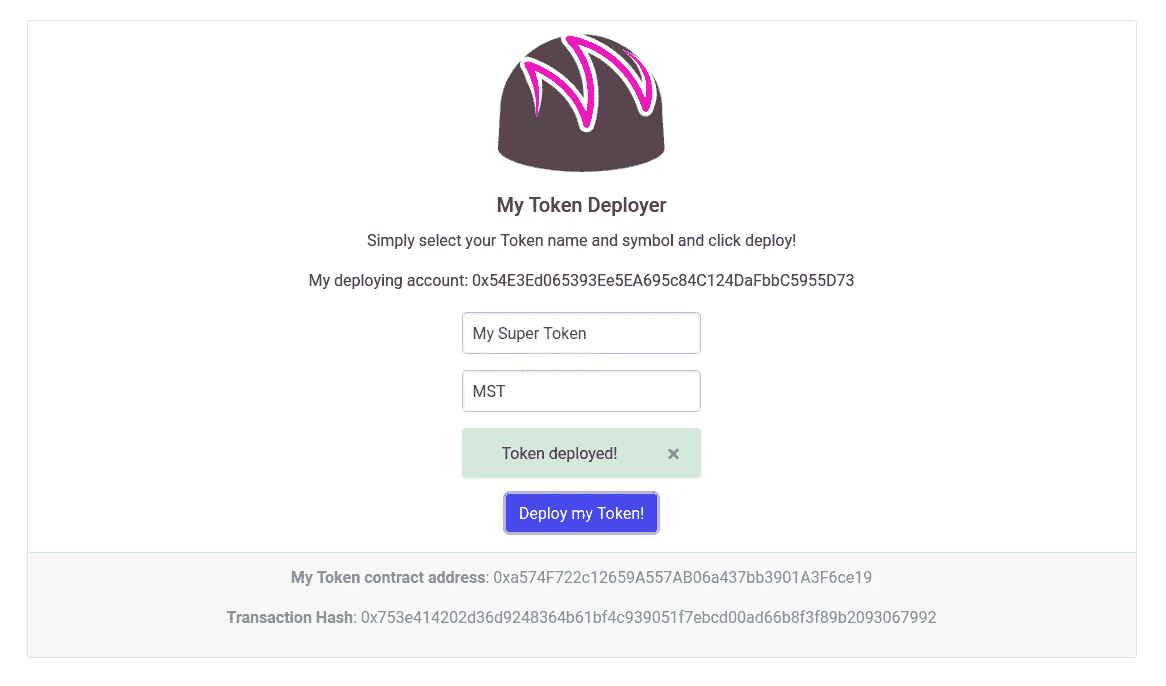 My Token Deployer
Simply select your Token name and symbol and click deploy!
My deploying account: 0x54E3Ed065393Ee5EA695c84C124DaFbbC5955D73
My Super Token
MST
Token deployed! ×
Deploy my Token!
My Token contract address: 0xa574F722c12659A557AB06a437bb3901A3F6ce19
Transaction Hash: 0x753e414202d36d9248364b61bf4c939051f7ebcd00ad66b8f3f89b2093067992